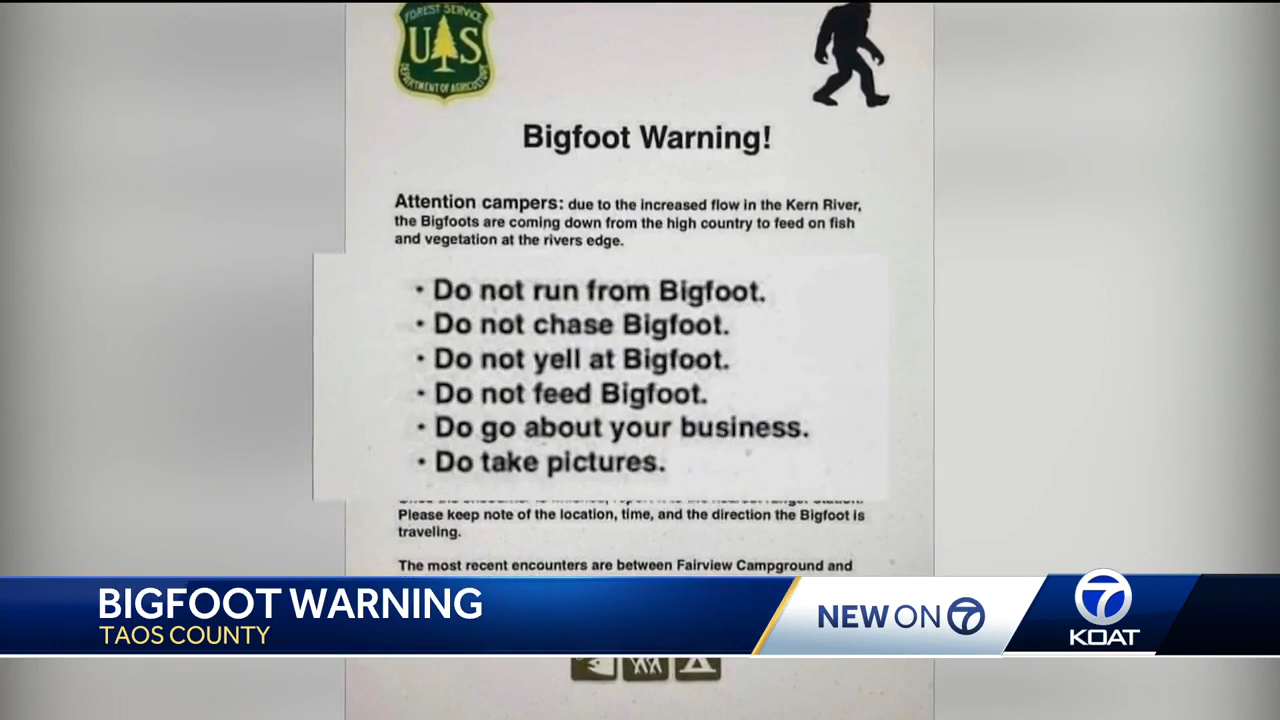 FOREST SERVICE
U S
DEPARTMENT OF AGRICULTURE
Bigfoot Warning!
Attention campers: due to the increased flow in the Kern River,
the Bigfoots are coming down from the high country to feed on fish
and vegetation at the rivers edge.
• Do not run from Bigfoot.
• Do not chase Bigfoot.
• Do not yell at Bigfoot.
• Do not feed Bigfoot.
• Do go about your business.
• Do take pictures.
Please keep note of the location, time, and the direction the Bigfoot is
traveling.
The most recent encounters are between Fairview Campground and
BIGFOOT WARNING
TAOS COUNTY
NEW ON 7
7
KOAT